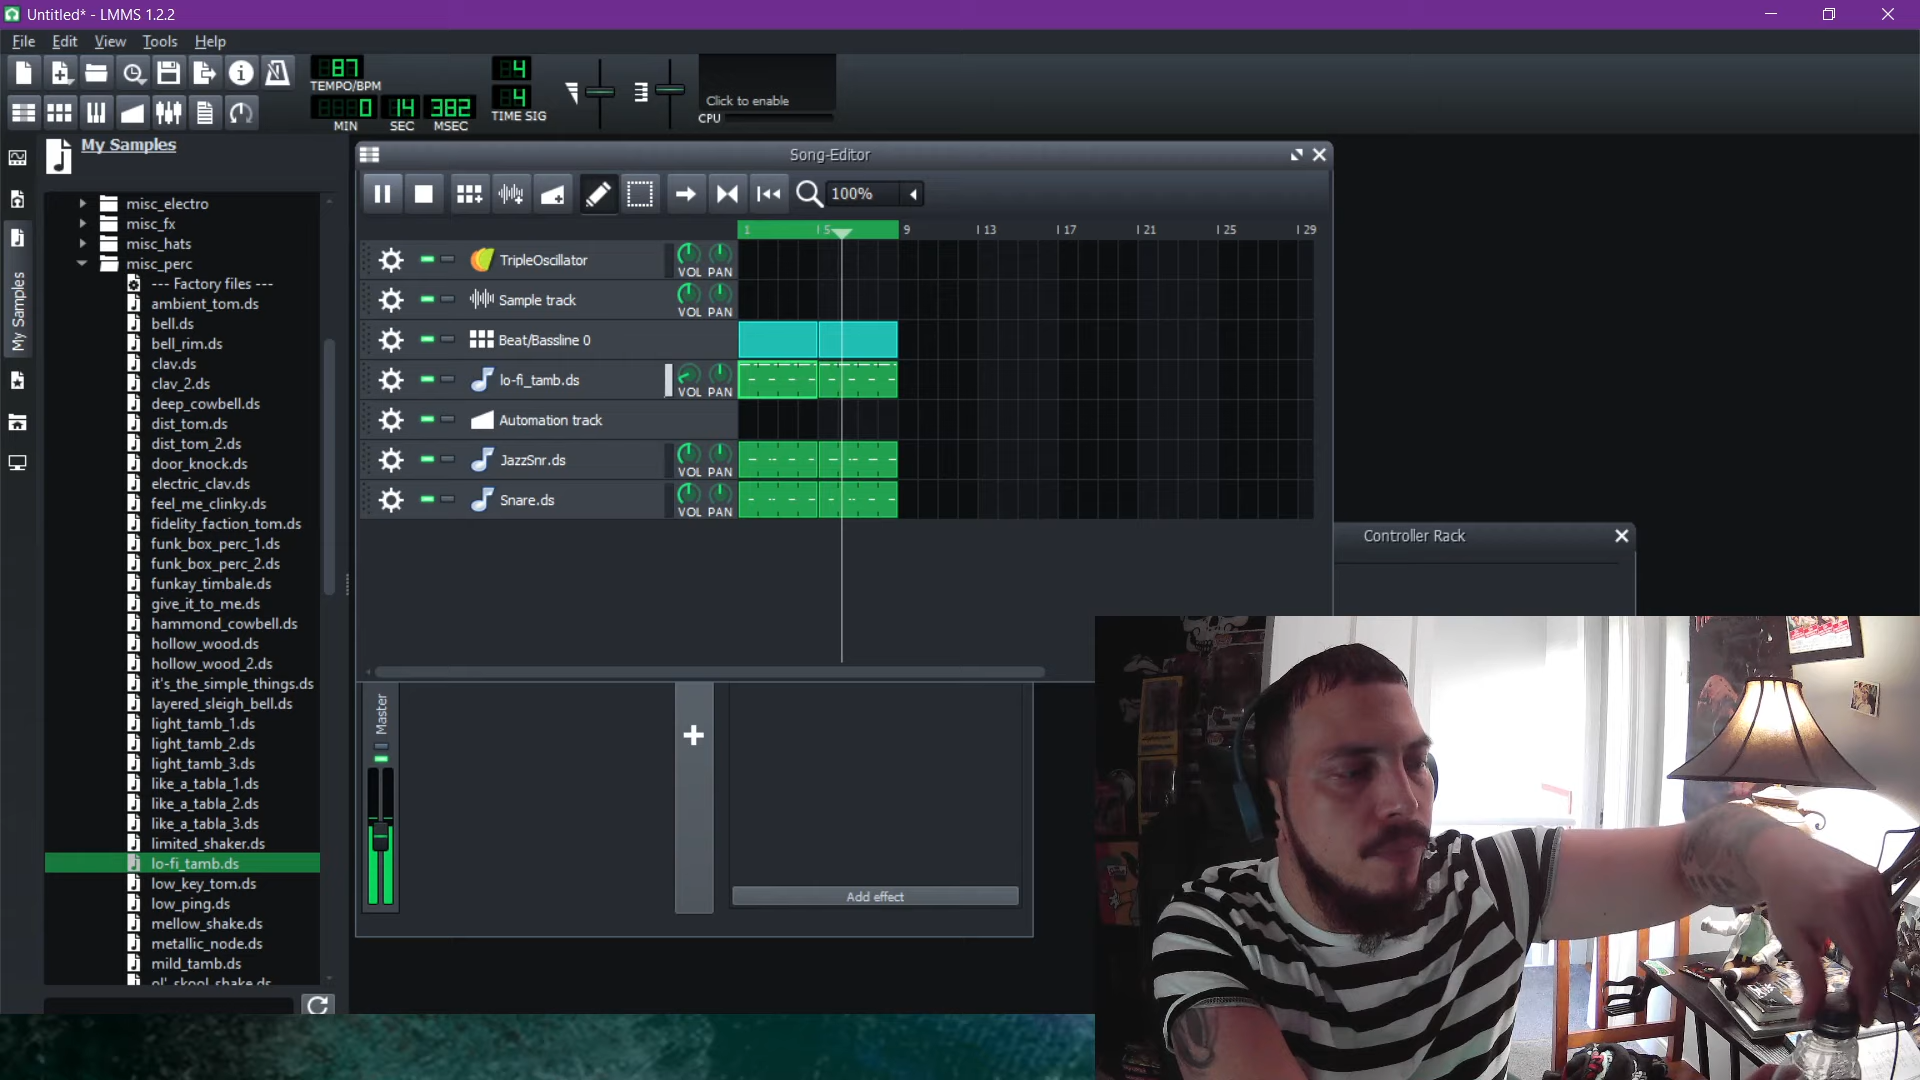 Untitled* - LMMS 1.2.2
File Edit View Tools Help
87
TEMPO/BPM
0 14 382
MIN SEC MSEC
4
4
TIME SIG
Click to enable
CPU
My Samples
My Samples
misc_electro
misc_fx
misc_hats
misc_perc
--- Factory files ---
ambient_tom.ds
bell.ds
bell_rim.ds
clav.ds
clav_2.ds
deep_cowbell.ds
dist_tom.ds
dist_tom_2.ds
door_knock.ds
electric_clav.ds
feel_me_clinky.ds
fidelity_faction_tom.ds
funk_box_perc_1.ds
funk_box_perc_2.ds
funkay_timbale.ds
give_it_to_me.ds
hammond_cowbell.ds
hollow_wood.ds
hollow_wood_2.ds
it's_the_simple_things.ds
layered_sleigh_bell.ds
light_tamb_1.ds
light_tamb_2.ds
light_tamb_3.ds
like_a_tabla_1.ds
like_a_tabla_2.ds
like_a_tabla_3.ds
limited_shaker.ds
lo-fi_tamb.ds
low_key_tom.ds
low_ping.ds
mellow_shake.ds
metallic_node.ds
mild_tamb.ds
ol'_skool_shake.ds
Song-Editor
100%
1 5 9 13 17 21 25 29
TripleOscillator VOL PAN
Sample track VOL PAN
Beat/Bassline 0
lo-fi_tamb.ds VOL PAN
Automation track
JazzSnr.ds VOL PAN
Snare.ds VOL PAN
Controller Rack
Master
Add effect